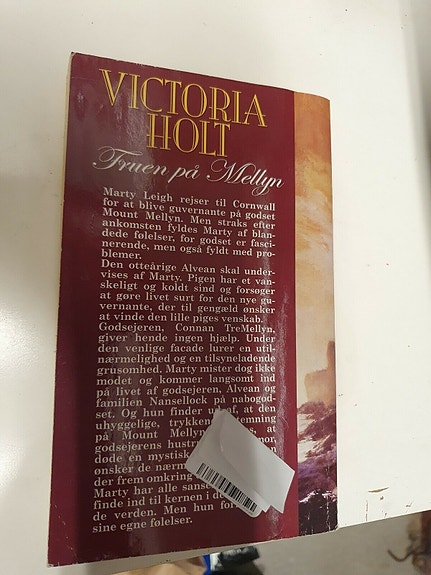 VICTORIA
HOLT
Fruen på Mellyn
Marty Leigh rejser til Cornwall
for at blive guvernante på godset
Mount Mellyn. Men straks efter
ankomsten fyldes Marty af blan-
dede følelser, for godset er fasci-
nerende, men også fyldt med pro-
blemer.
Den otteårige Alvean skal under-
vises af Marty. Pigen har et van-
skeligt og koldt sind og forsøger
at gøre livet surt for den nye gu-
vernante, der til gengæld ønsker
at vinde den lille piges venskab.
Godsejeren, Connan TreMellyn,
giver hende ingen hjælp. Under
den venlige facade lurer en util-
nærmelighed og en tilsyneladende
grusomhed. Marty mister dog ikke
modet og kommer langsomt ind
på livet af godsejeren, Alvean og
familien Nansellock på nabogod-
set. Og hun finder ud af, at den
uhyggelige, trykken
på Mount Mellyn at
godsejerens hustr
døde en mystisk
ønsker de nærm
der frem omkring
Marty har alle sans
finde ind til kernen i de
de verden. Men hun for
sine egne følelser.